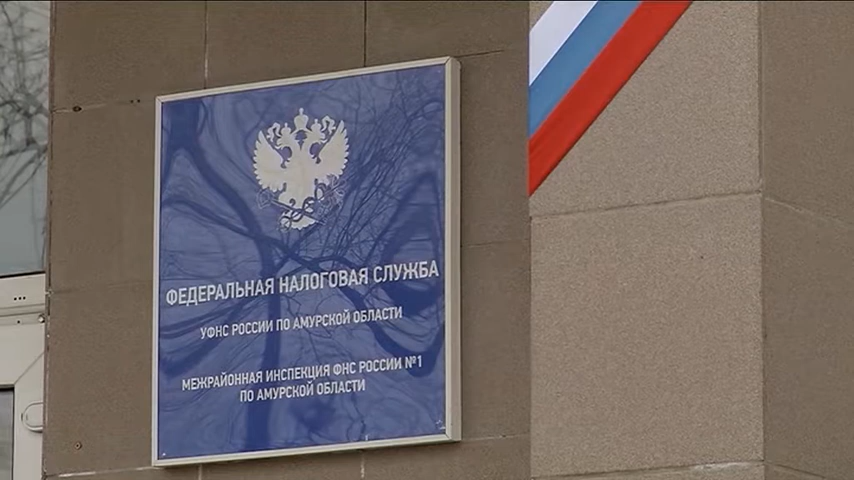 ФЕДЕРАЛЬНАЯ НАЛОГОВАЯ СЛУЖБА
УФНС РОССИИ ПО АМУРСКОЙ ОБЛАСТИ
МЕЖРАЙОННАЯ ИНСПЕКЦИЯ ФНС РОССИИ №1
ПО АМУРСКОЙ ОБЛАСТИ